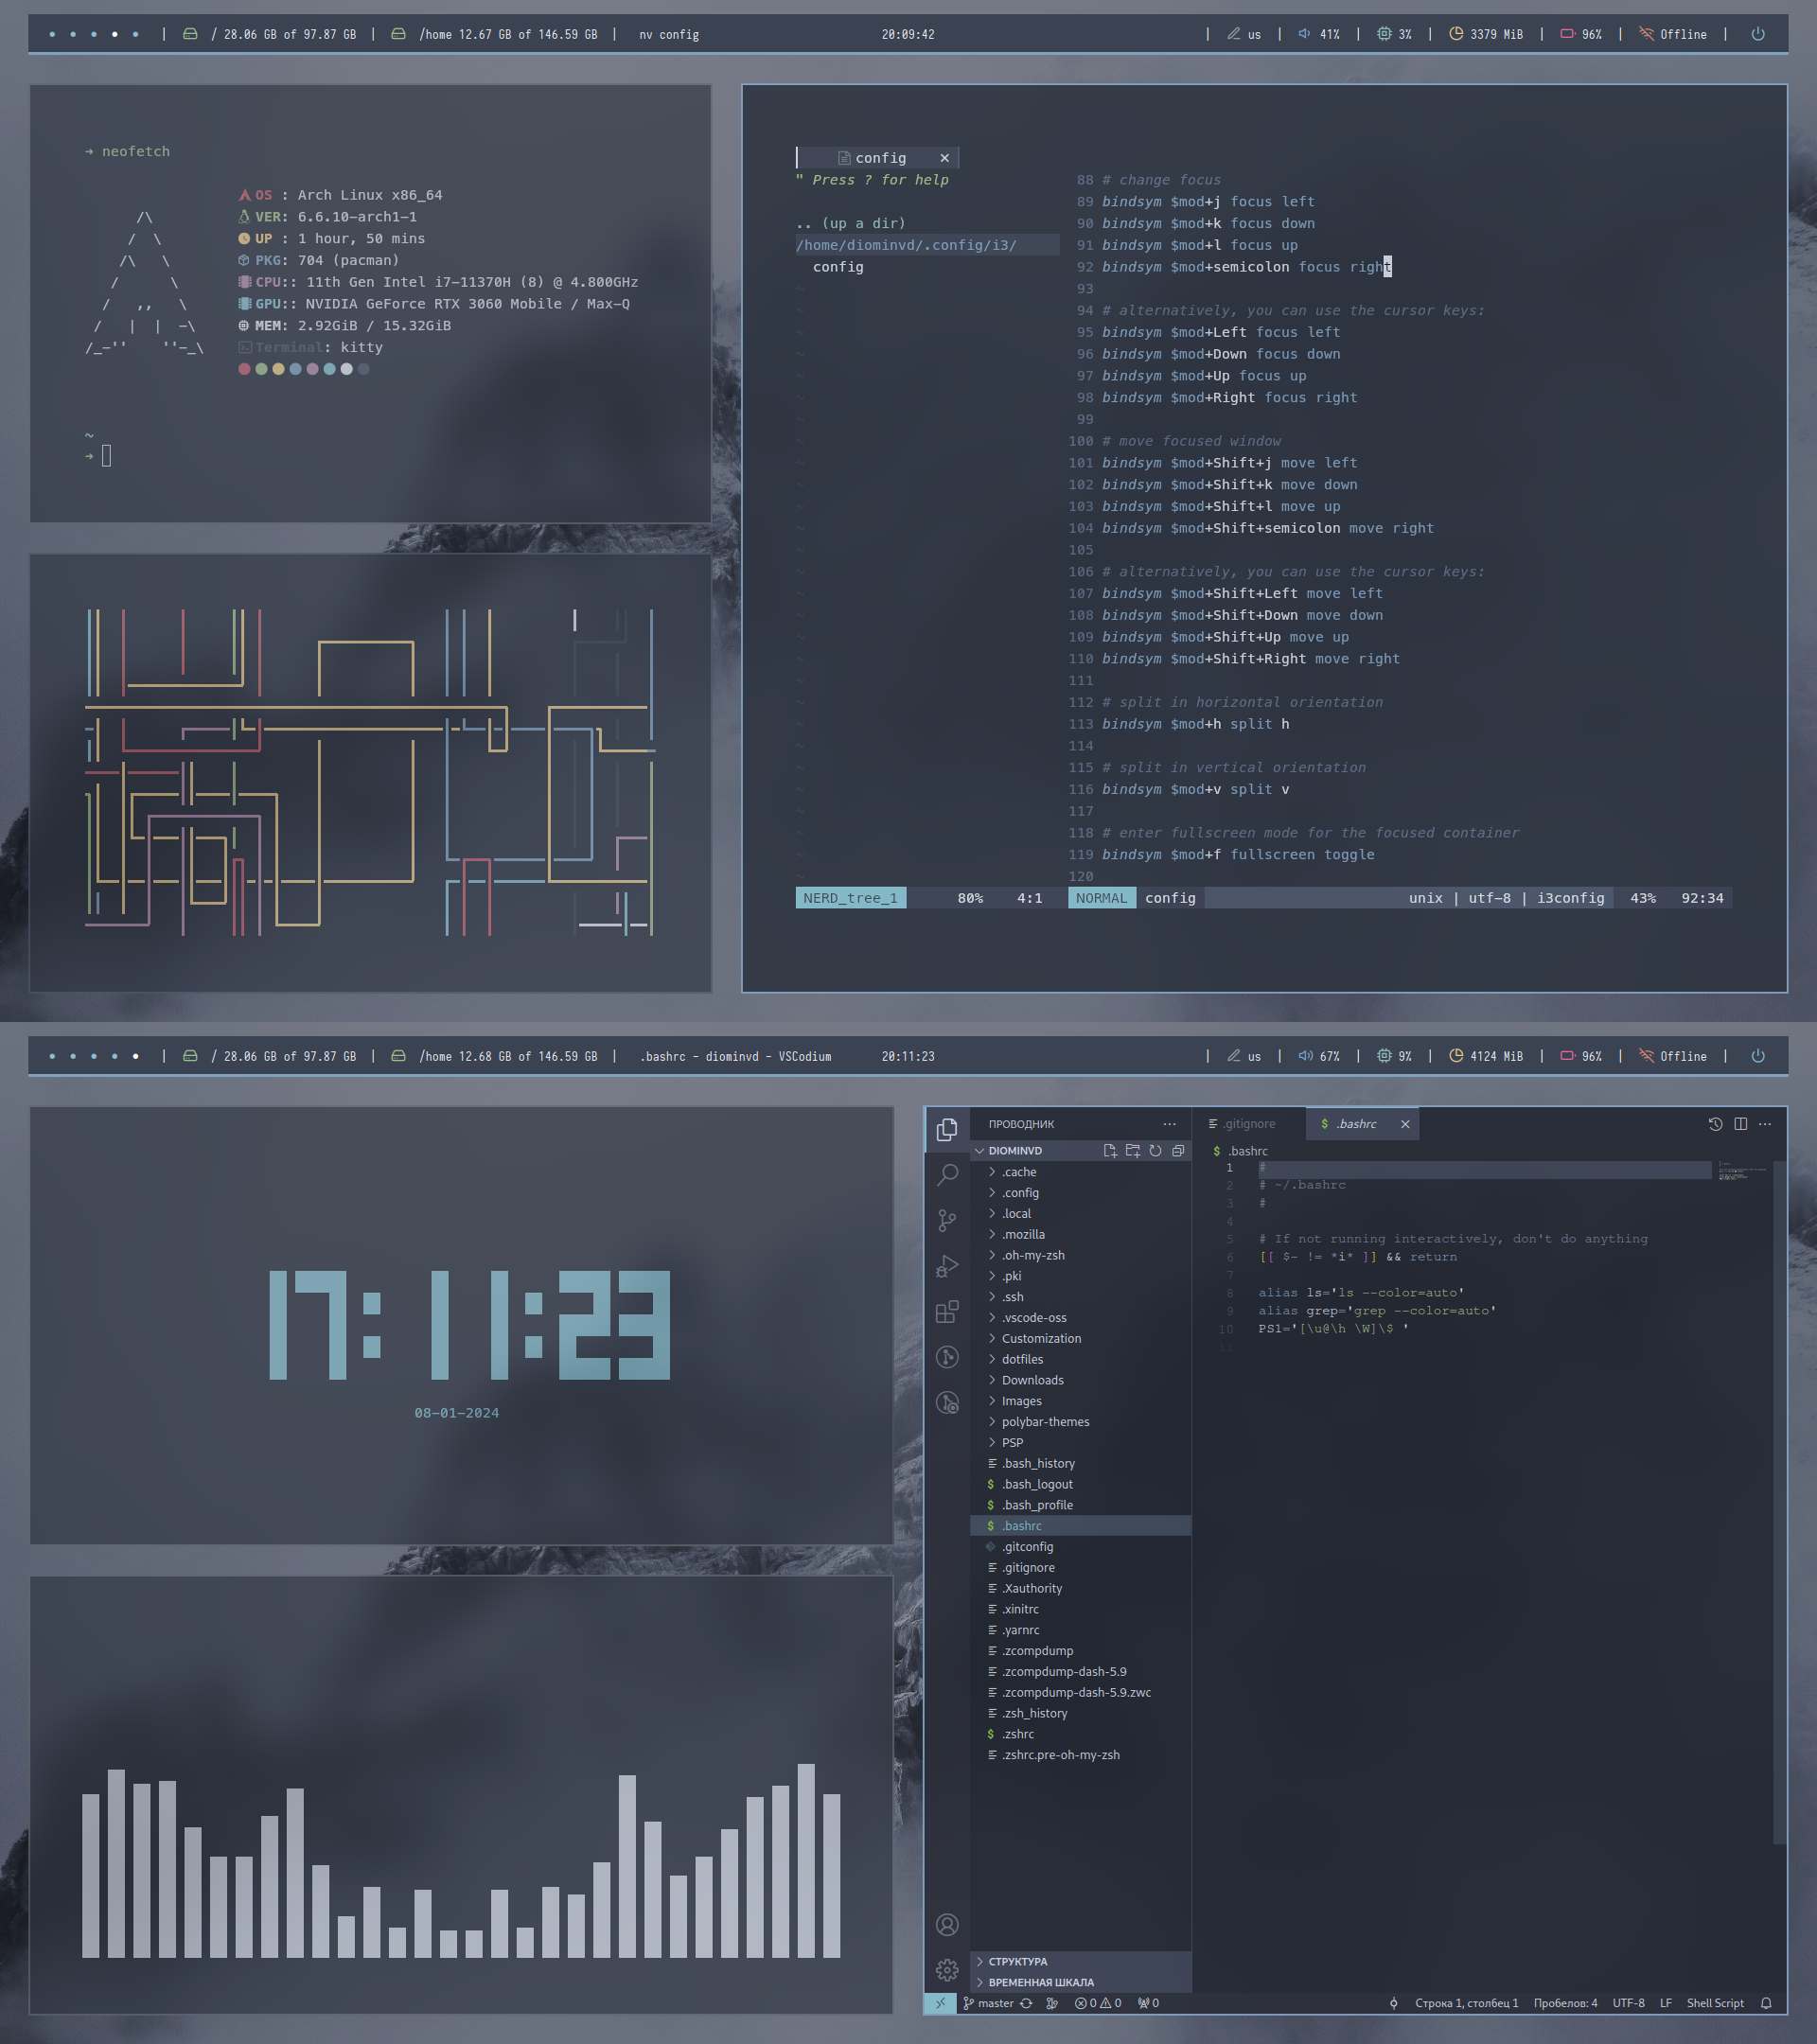 / 28.06 GB of 97.87 GB | /home 12.67 GB of 146.59 GB | nv config
20:09:42
| us | 41% | 3% | 3379 MiB | 96% | Offline |
➜ neofetch
OS : Arch Linux x86_64
VER: 6.6.10-arch1-1
UP : 1 hour, 50 mins
PKG: 704 (pacman)
CPU:: 11th Gen Intel i7-11370H (8) @ 4.800GHz
GPU:: NVIDIA GeForce RTX 3060 Mobile / Max-Q
MEM: 2.92GiB / 15.32GiB
Terminal: kitty
~
➜
config ×
" Press ? for help
.. (up a dir)
/home/diominvd/.config/i3/
config
88 # change focus
89 bindsym $mod+j focus left
90 bindsym $mod+k focus down
91 bindsym $mod+l focus up
92 bindsym $mod+semicolon focus right
93
94 # alternatively, you can use the cursor keys:
95 bindsym $mod+Left focus left
96 bindsym $mod+Down focus down
97 bindsym $mod+Up focus up
98 bindsym $mod+Right focus right
99
100 # move focused window
101 bindsym $mod+Shift+j move left
102 bindsym $mod+Shift+k move down
103 bindsym $mod+Shift+l move up
104 bindsym $mod+Shift+semicolon move right
105
106 # alternatively, you can use the cursor keys:
107 bindsym $mod+Shift+Left move left
108 bindsym $mod+Shift+Down move down
109 bindsym $mod+Shift+Up move up
110 bindsym $mod+Shift+Right move right
111
112 # split in horizontal orientation
113 bindsym $mod+h split h
114
115 # split in vertical orientation
116 bindsym $mod+v split v
117
118 # enter fullscreen mode for the focused container
119 bindsym $mod+f fullscreen toggle
120
NERD_tree_1 80% 4:1
NORMAL config unix | utf-8 | i3config 43% 92:34
/ 28.06 GB of 97.87 GB | /home 12.68 GB of 146.59 GB | .bashrc - diominvd - VSCodium
20:11:23
| us | 67% | 9% | 4124 MiB | 96% | Offline |
17:11:23
08-01-2024
ПРОВОДНИК
DIOMINVD
.cache
.config
.local
.mozilla
.oh-my-zsh
.pki
.ssh
.vscode-oss
Customization
dotfiles
Downloads
Images
polybar-themes
PSP
.bash_history
.bash_logout
.bash_profile
.bashrc
.gitconfig
.gitignore
.Xauthority
.xinitrc
.yarnrc
.zcompdump
.zcompdump-dash-5.9
.zcompdump-dash-5.9.zwc
.zsh_history
.zshrc
.zshrc.pre-oh-my-zsh
СТРУКТУРА
ВРЕМЕННАЯ ШКАЛА
.gitignore
$ .bashrc
$ .bashrc
1 #
2 # ~/.bashrc
3 #
4
5 # If not running interactively, don't do anything
6 [[ $- != *i* ]] && return
7
8 alias ls='ls --color=auto'
9 alias grep='grep --color=auto'
10 PS1='[\u@\h \W]\$ '
11
master 0 0 0
Строка 1, столбец 1 Пробелов: 4 UTF-8 LF Shell Script